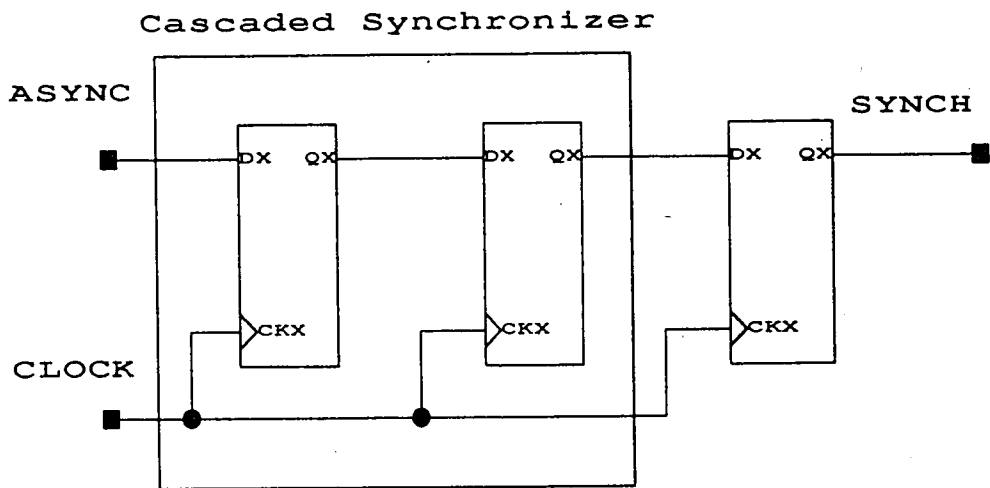 Cascaded Synchronizer
ASYNC
SYNCH
DX QX
DX QX
DX QX
CKX
CKX
CKX
CLOCK